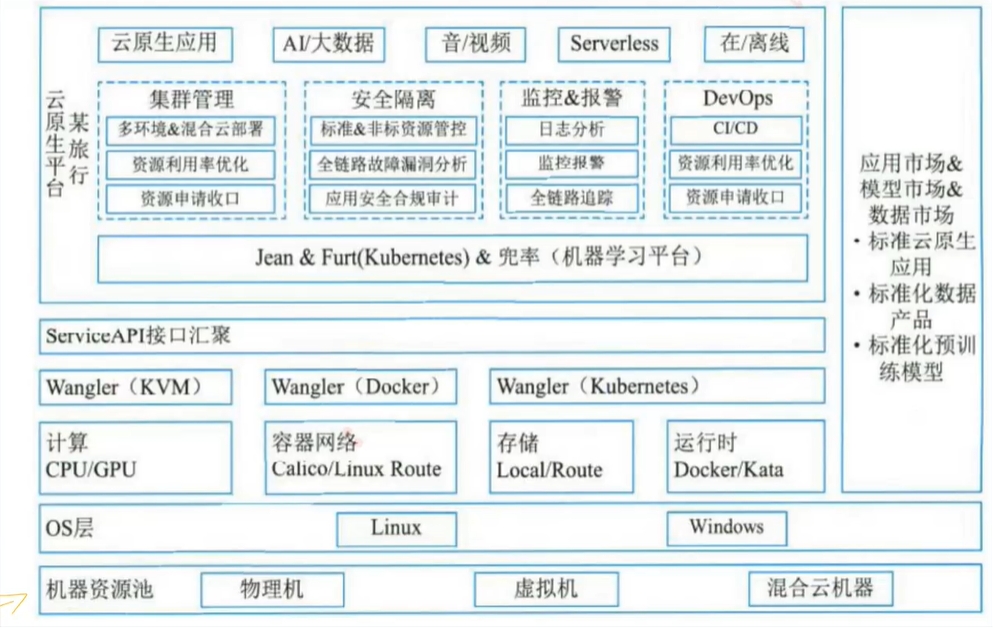 云原生应用
AI/大数据
音/视频
Serverless
在/离线
某旅行
云原生平台
集群管理
多环境&混合云部署
资源利用率优化
资源申请收口
安全隔离
标准&非标资源管控
全链路故障漏洞分析
应用安全合规审计
监控&报警
日志分析
监控报警
全链路追踪
DevOps
CI/CD
资源利用率优化
资源申请收口
Jean & Furt(Kubernetes) & 兜率（机器学习平台）
ServiceAPI接口汇聚
Wangler（KVM）
Wangler（Docker）
Wangler（Kubernetes）
计算
CPU/GPU
容器网络
Calico/Linux Route
存储
Local/Route
运行时
Docker/Kata
应用市场&
模型市场&
数据市场
· 标准云原生
应用
· 标准化数据
产品
· 标准化预训
练模型
OS层
Linux
Windows
机器资源池
物理机
虚拟机
混合云机器